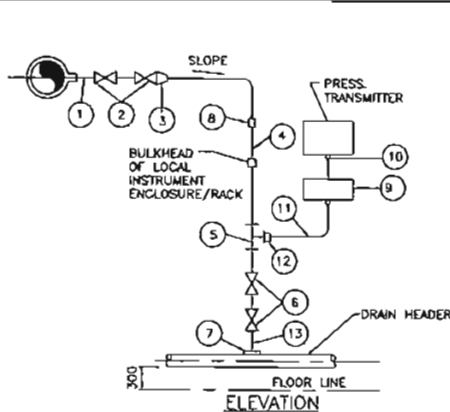 SLOPE
PRESS.
TRANSMITTER
1
2
3
8
4
10
BULKHEAD
OF LOCAL
INSTRUMENT
ENCLOSURE/RACK
9
11
5
12
6
7
13
DRAIN HEADER
300
FLOOR LINE
ELEVATION